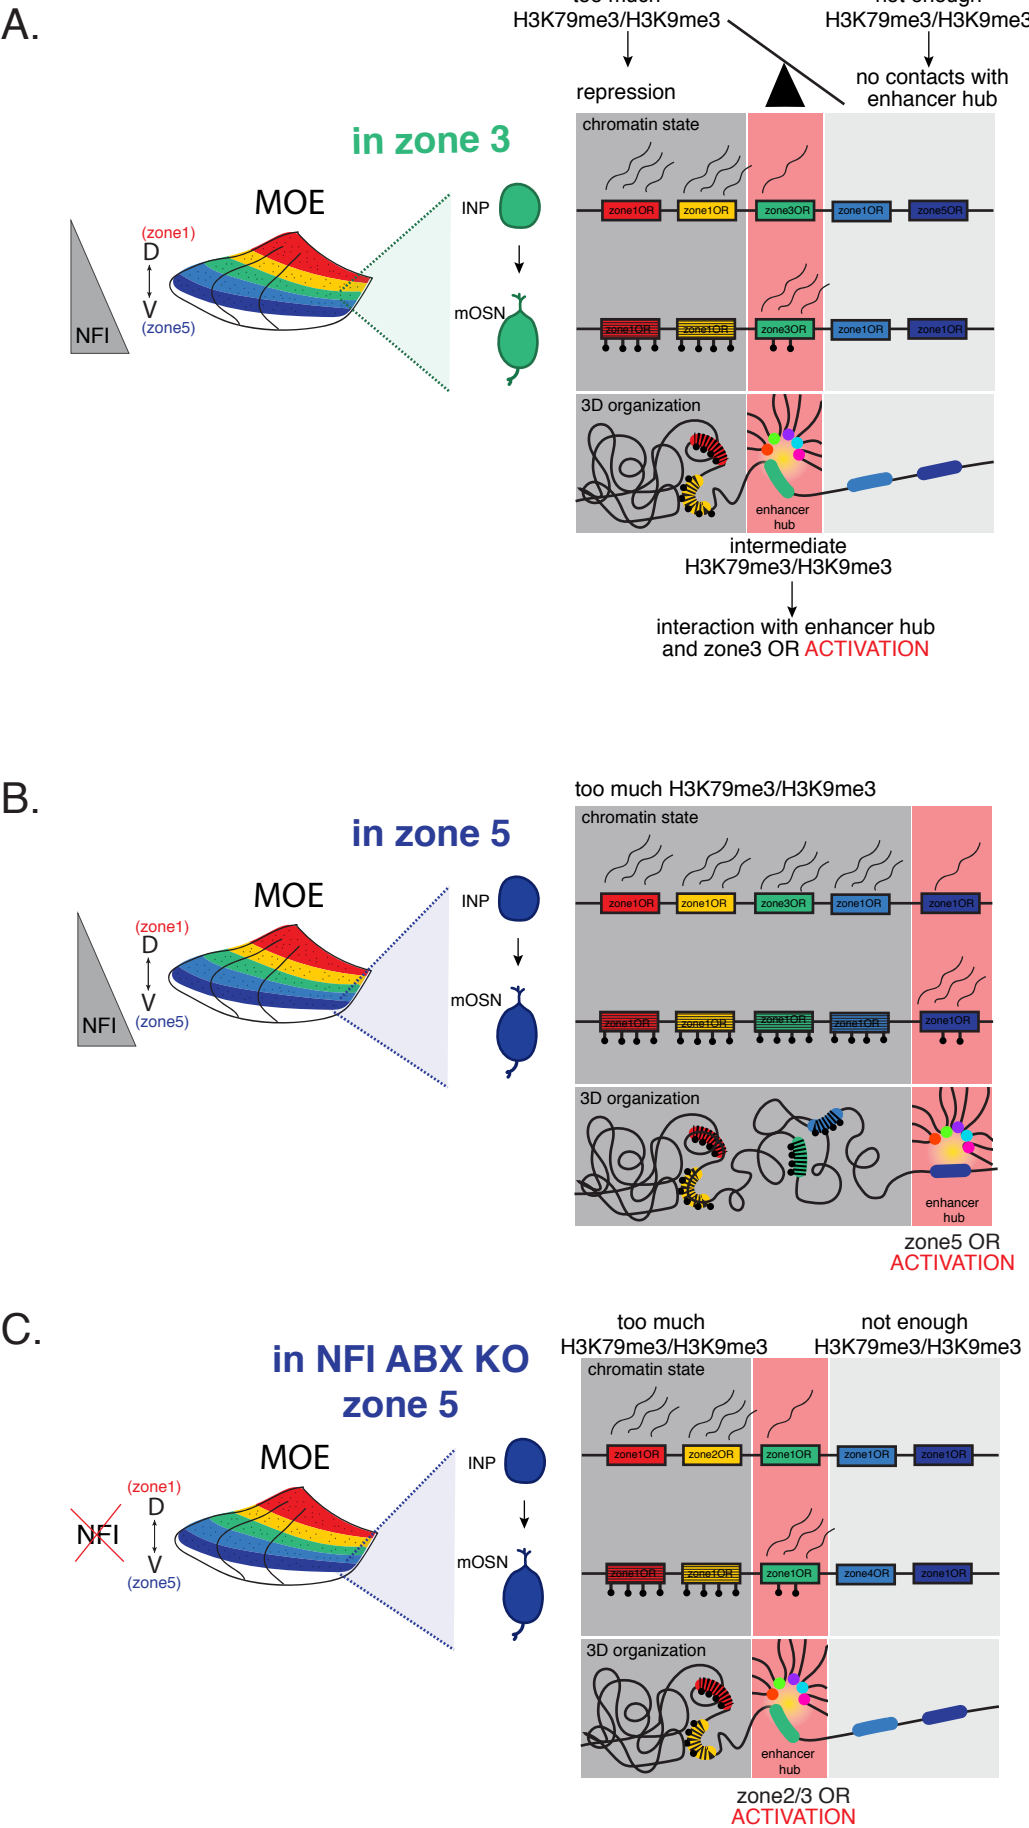 A.
too much
H3K79me3/H3K9me3
not enough
H3K79me3/H3K9me3
repression
no contacts with
enhancer hub
in zone 3
chromatin state
MOE
INP
(zone1)
D
V
(zone5)
NFI
mOSN
zone1OR
zone1OR
zone3OR
zone1OR
zone5OR
zone1OR
zone1OR
zone3OR
zone1OR
zone1OR
3D organization
enhancer
hub
intermediate
H3K79me3/H3K9me3
interaction with enhancer hub
and zone3 OR ACTIVATION
B.
too much H3K79me3/H3K9me3
in zone 5
chromatin state
MOE
INP
(zone1)
D
V
(zone5)
NFI
mOSN
zone1OR
zone1OR
zone3OR
zone1OR
zone1OR
zone1OR
zone1OR
zone1OR
zone1OR
zone1OR
3D organization
enhancer
hub
zone5 OR
ACTIVATION
C.
too much
H3K79me3/H3K9me3
not enough
H3K79me3/H3K9me3
in NFI ABX KO
zone 5
chromatin state
MOE
INP
(zone1)
D
V
(zone5)
NFI
mOSN
zone1OR
zone2OR
zone1OR
zone1OR
zone1OR
zone1OR
zone1OR
zone1OR
zone4OR
zone1OR
3D organization
enhancer
hub
zone2/3 OR
ACTIVATION